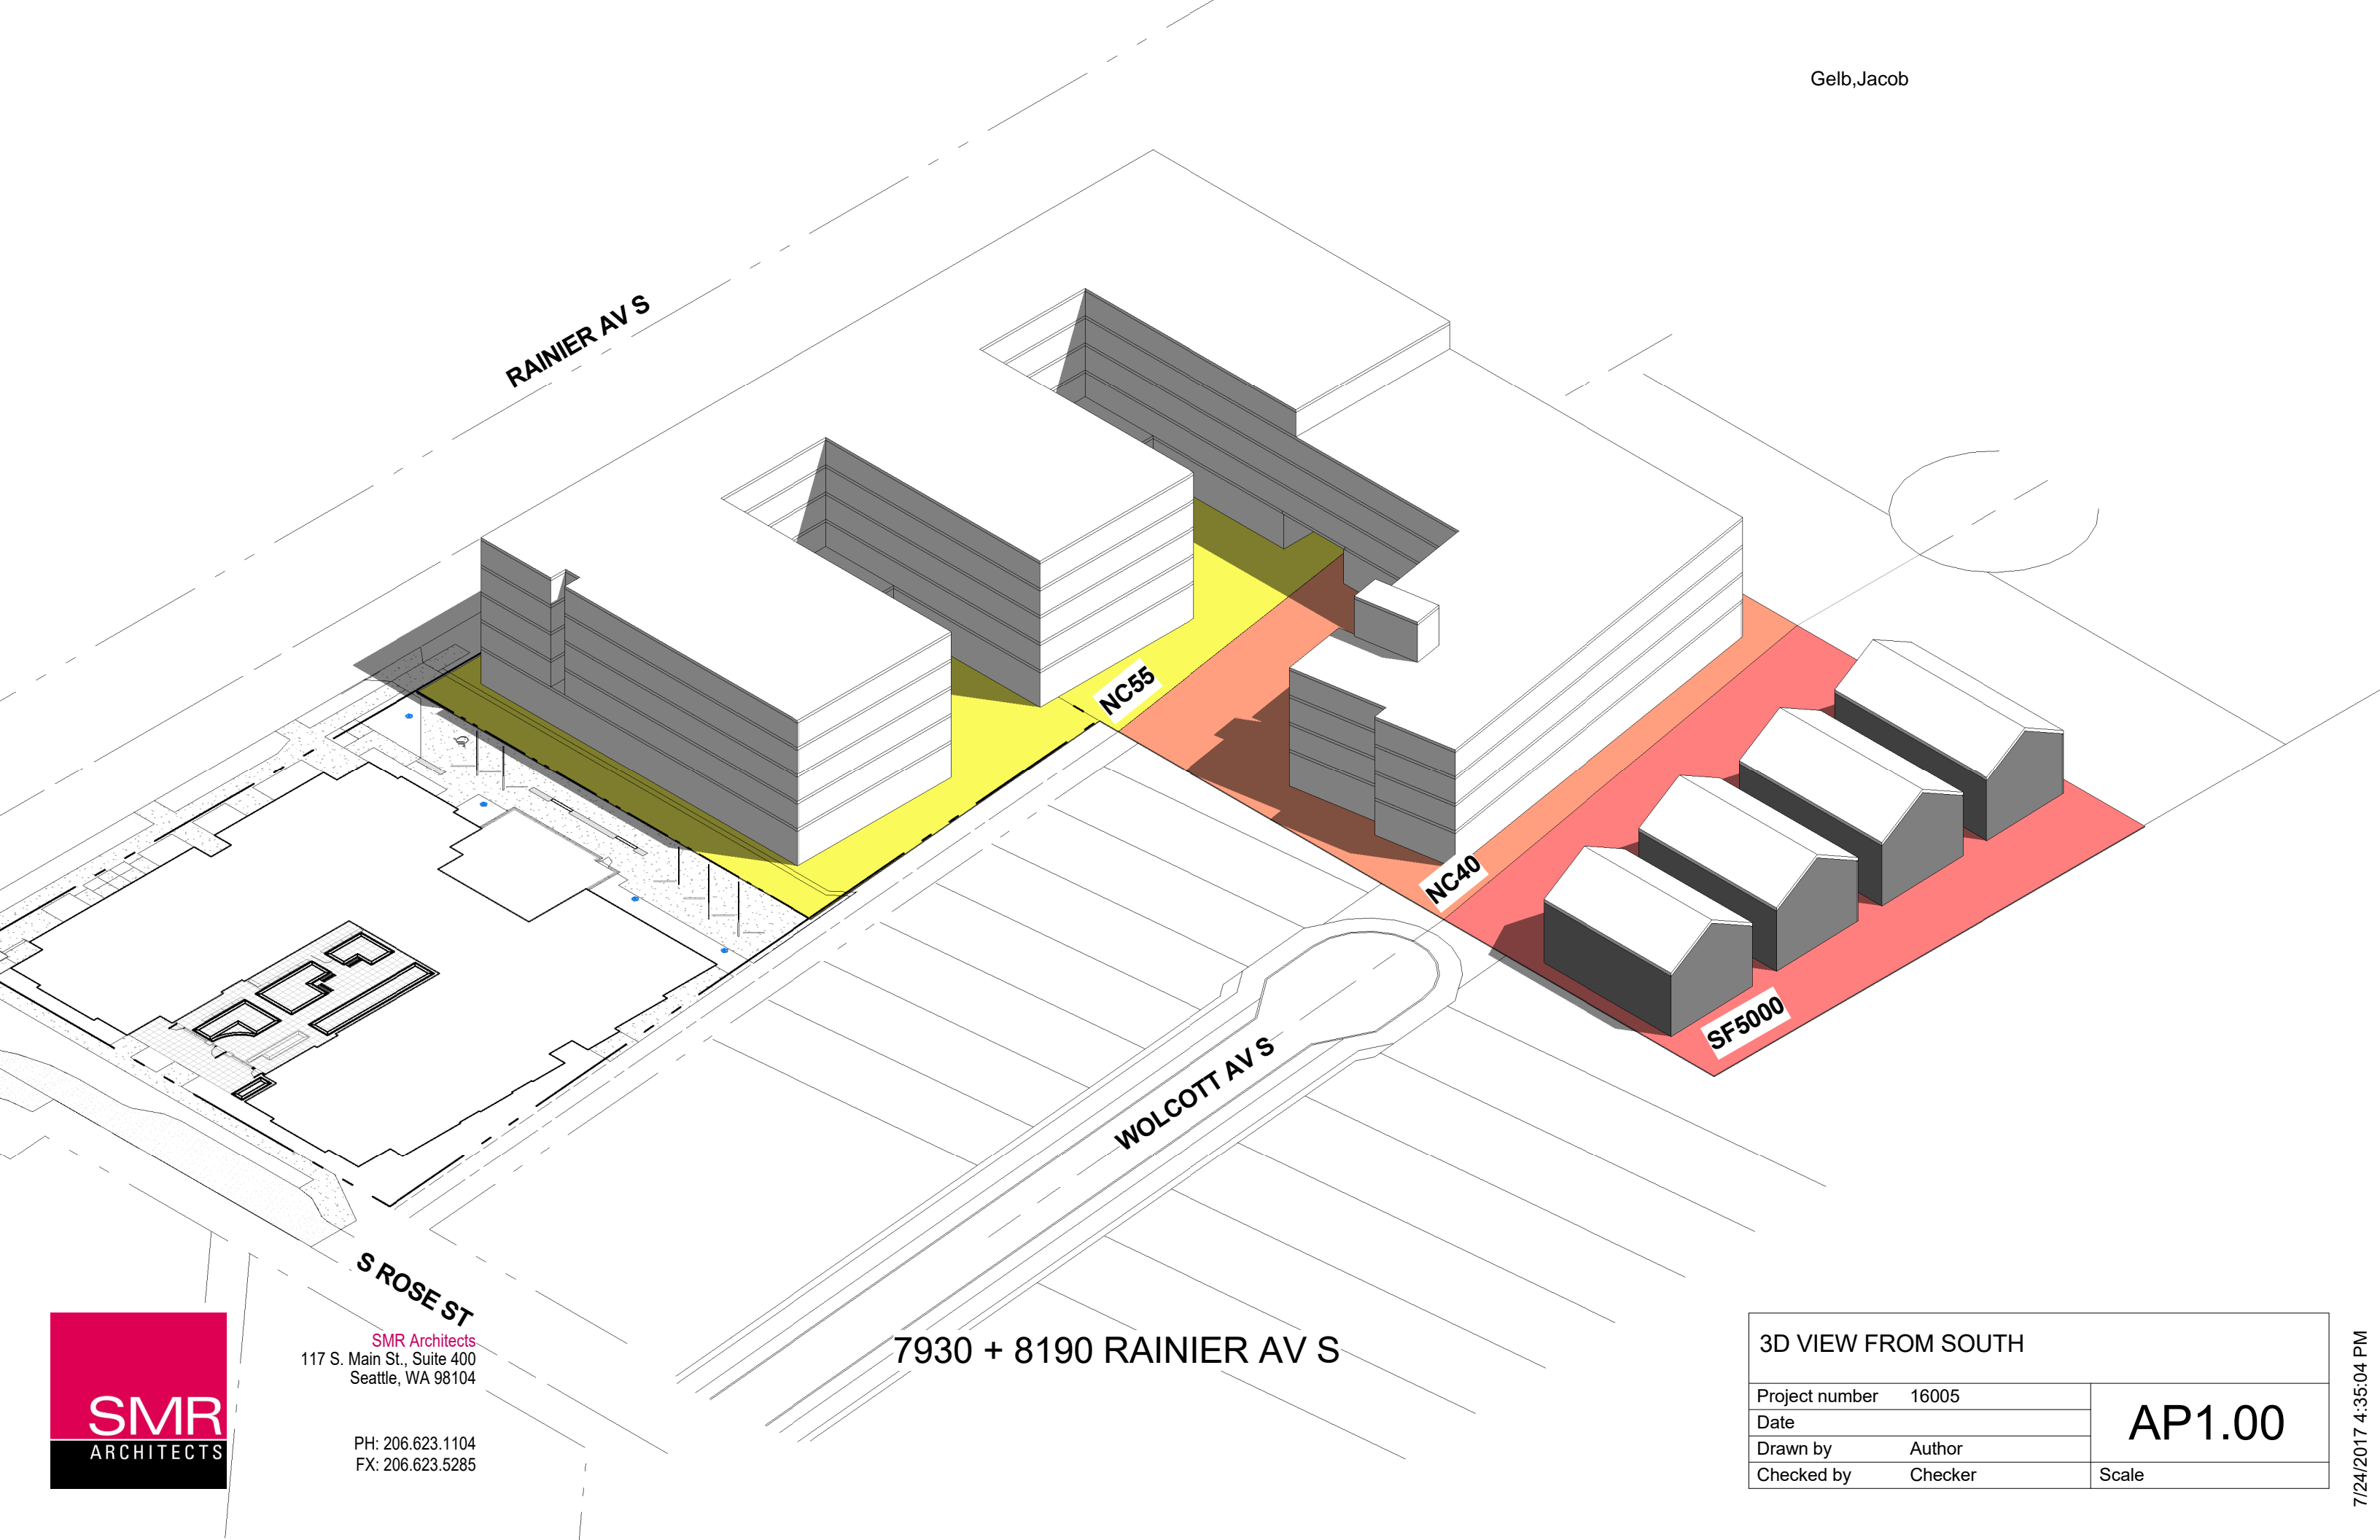 Gelb,Jacob
RAINIER AV S
NC55
NC40
SF5000
WOLCOTT AV S
S ROSE ST
SMR
ARCHITECTS
SMR Architects
117 S. Main St., Suite 400
Seattle, WA 98104
PH: 206.623.1104
FX: 206.623.5285
7930 + 8190 RAINIER AV S
3D VIEW FROM SOUTH
Project number 16005
Date
Drawn by Author
Checked by Checker
AP1.00
Scale
7/24/2017 4:35:04 PM